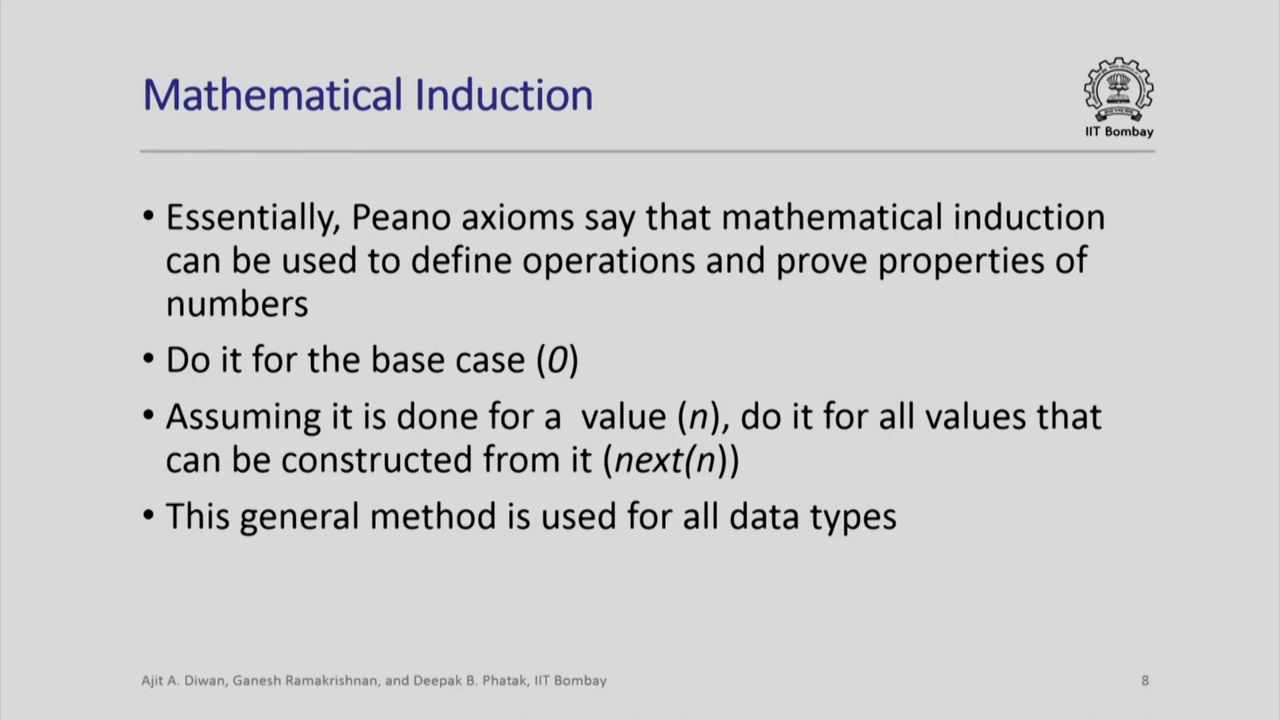 Mathematical Induction
IIT Bombay
• Essentially, Peano axioms say that mathematical induction
can be used to define operations and prove properties of
numbers
• Do it for the base case (0)
• Assuming it is done for a  value (n), do it for all values that
can be constructed from it (next(n))
• This general method is used for all data types
Ajit A. Diwan, Ganesh Ramakrishnan, and Deepak B. Phatak, IIT Bombay
8